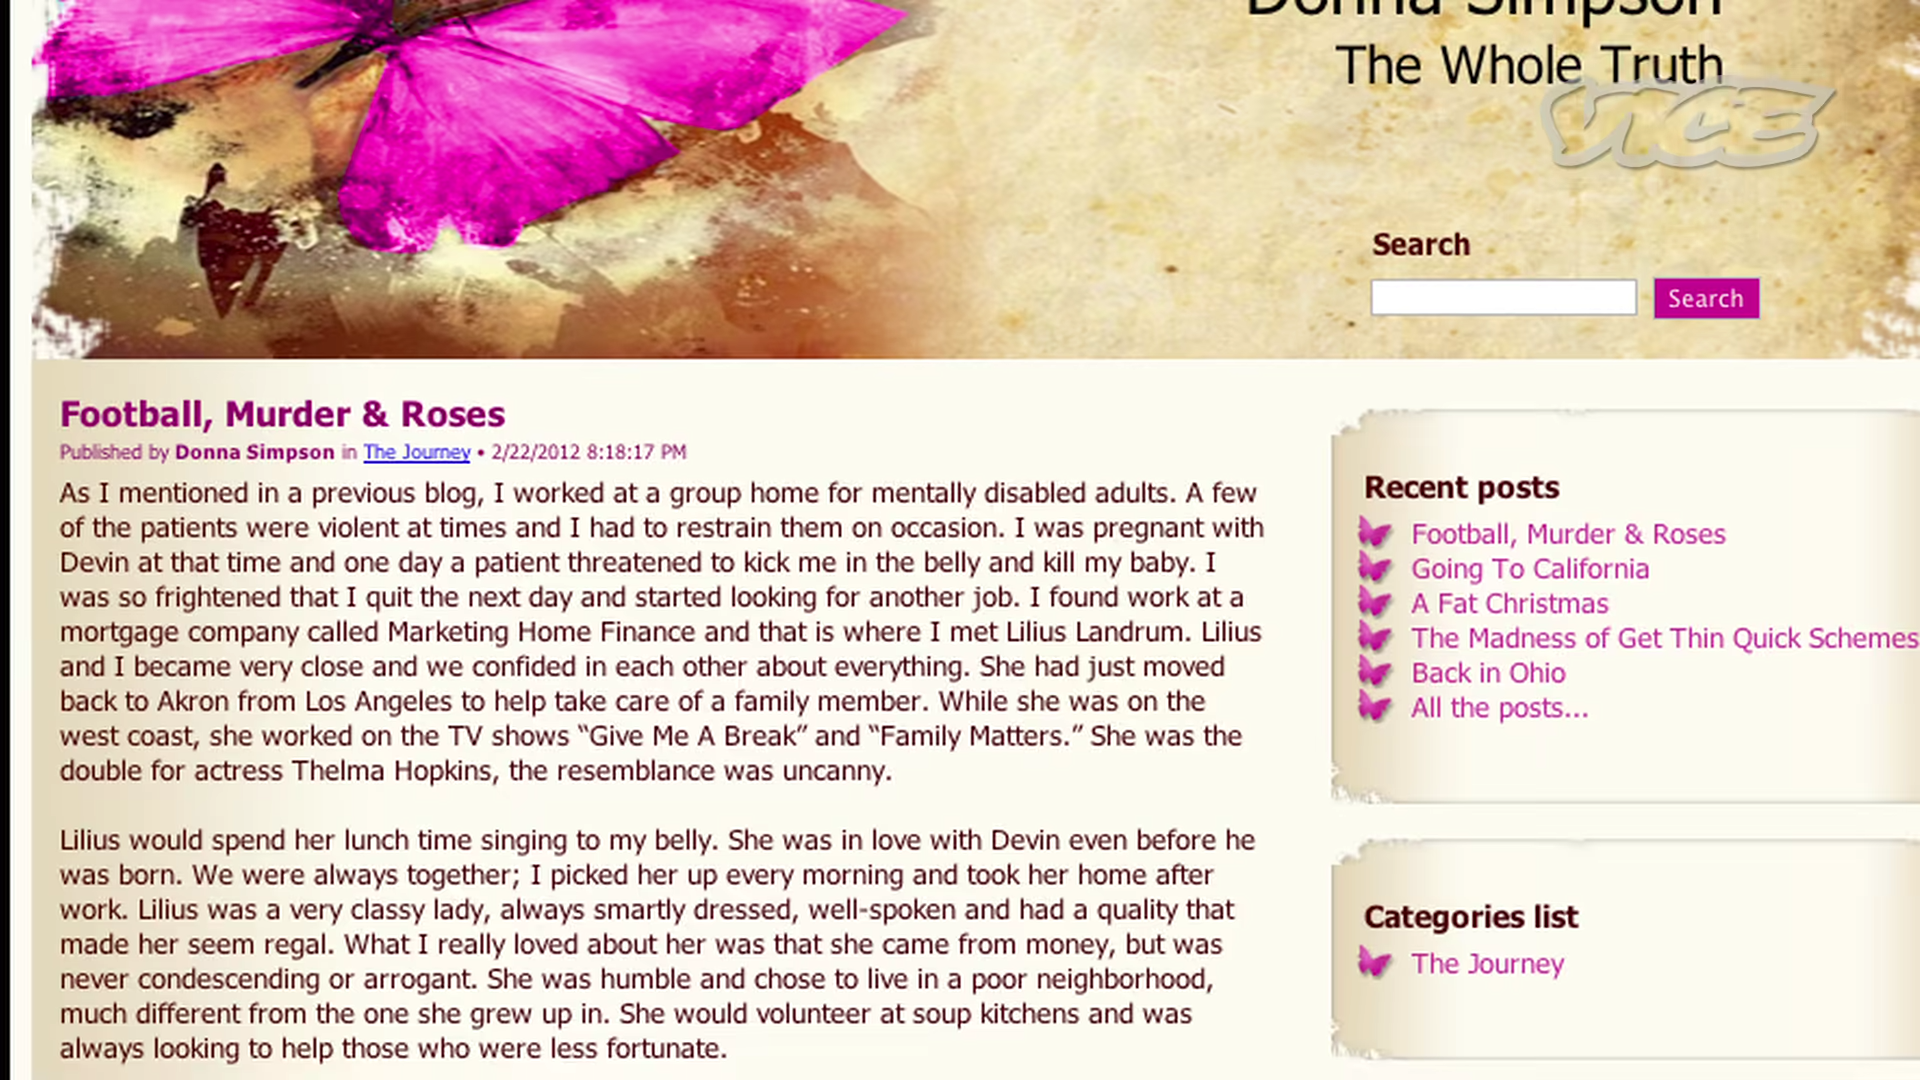 Donna Simpson
The Whole Truth
VICE
Search
Search
Football, Murder & Roses
Published by Donna Simpson in The Journey • 2/22/2012 8:18:17 PM
As I mentioned in a previous blog, I worked at a group home for mentally disabled adults. A few
of the patients were violent at times and I had to restrain them on occasion. I was pregnant with
Devin at that time and one day a patient threatened to kick me in the belly and kill my baby. I
was so frightened that I quit the next day and started looking for another job. I found work at a
mortgage company called Marketing Home Finance and that is where I met Lilius Landrum. Lilius
and I became very close and we confided in each other about everything. She had just moved
back to Akron from Los Angeles to help take care of a family member. While she was on the
west coast, she worked on the TV shows “Give Me A Break” and “Family Matters.” She was the
double for actress Thelma Hopkins, the resemblance was uncanny.
Lilius would spend her lunch time singing to my belly. She was in love with Devin even before he
was born. We were always together; I picked her up every morning and took her home after
work. Lilius was a very classy lady, always smartly dressed, well-spoken and had a quality that
made her seem regal. What I really loved about her was that she came from money, but was
never condescending or arrogant. She was humble and chose to live in a poor neighborhood,
much different from the one she grew up in. She would volunteer at soup kitchens and was
always looking to help those who were less fortunate.
Recent posts
Football, Murder & Roses
Going To California
A Fat Christmas
The Madness of Get Thin Quick Schemes
Back in Ohio
All the posts...
Categories list
The Journey